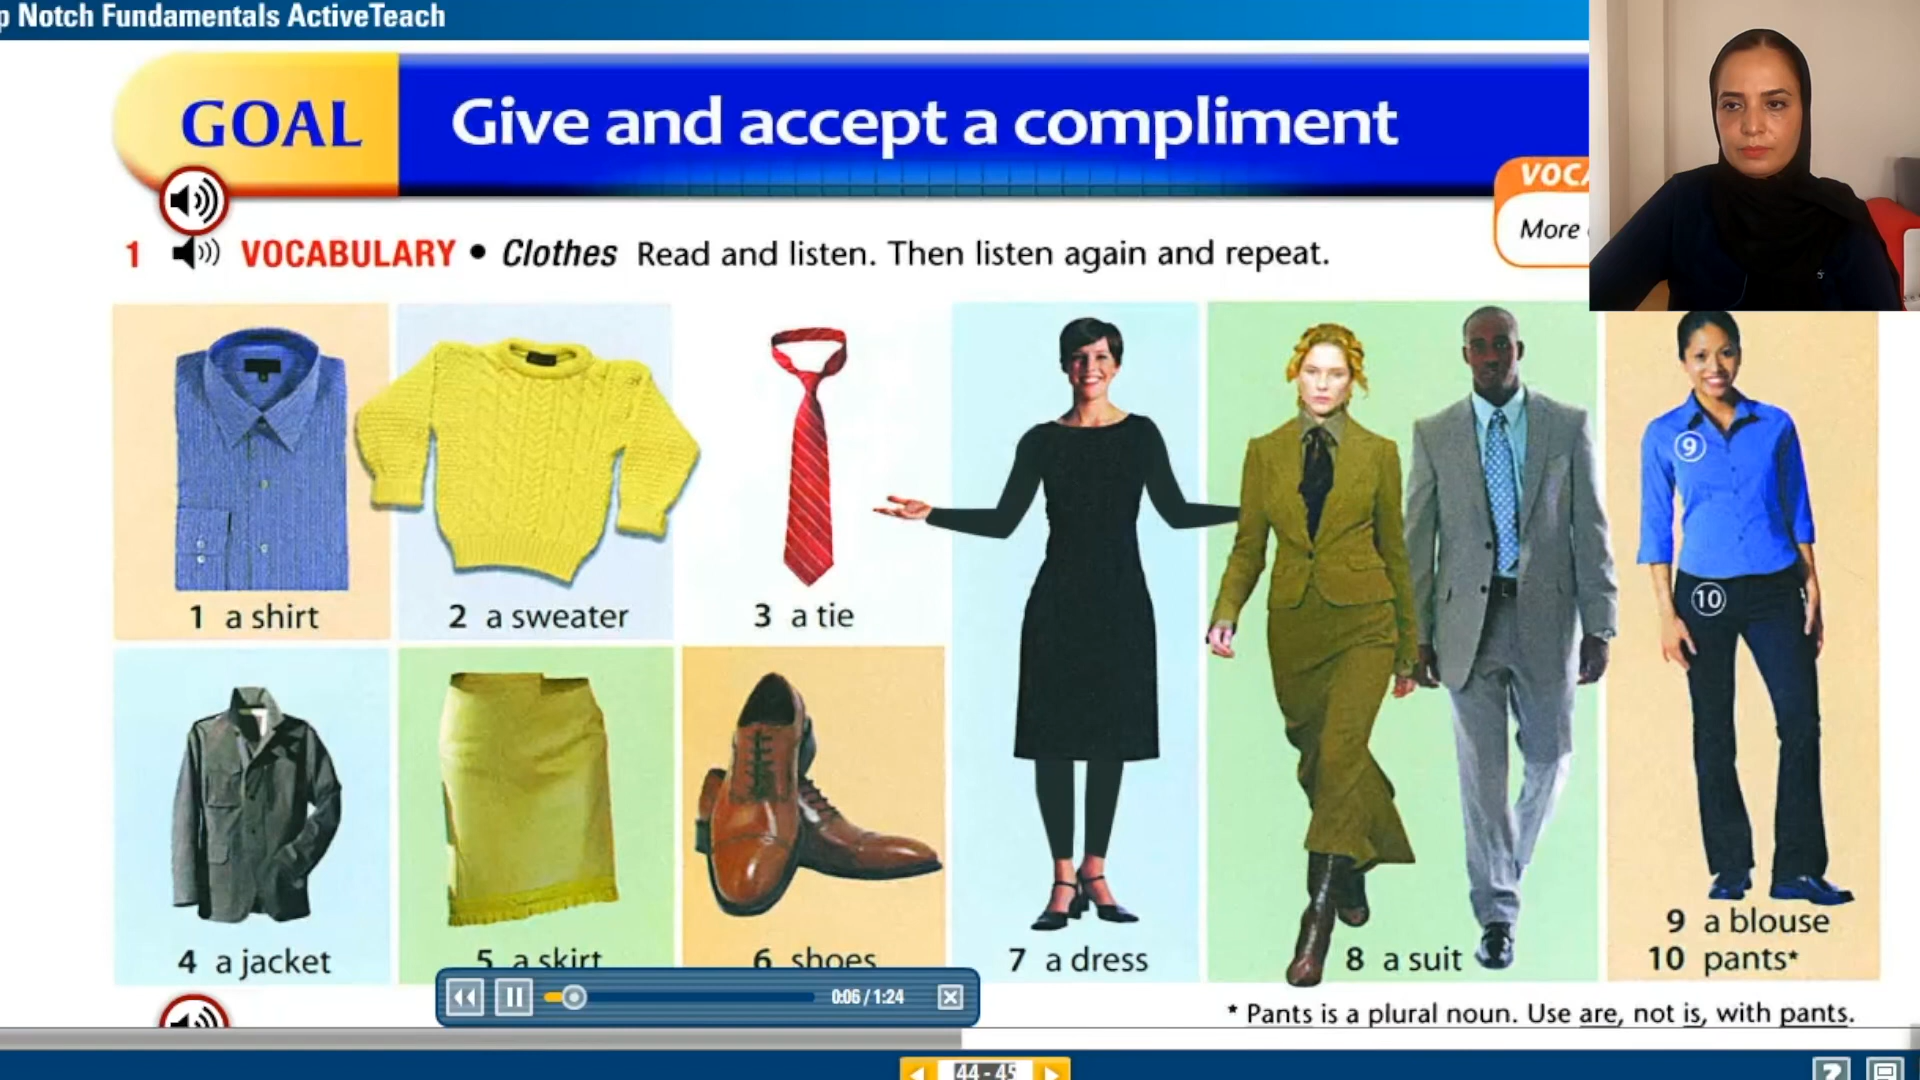 p Notch Fundamentals ActiveTeach
GOAL Give and accept a compliment
VOCA
More
1 VOCABULARY • Clothes Read and listen. Then listen again and repeat.
1 a shirt
2 a sweater
3 a tie
4 a jacket
5 a skirt
6 shoes
7 a dress
8 a suit
9
10
9 a blouse
10 pants*
0:06 / 1:24
* Pants is a plural noun. Use are, not is, with pants.
44 - 45
?